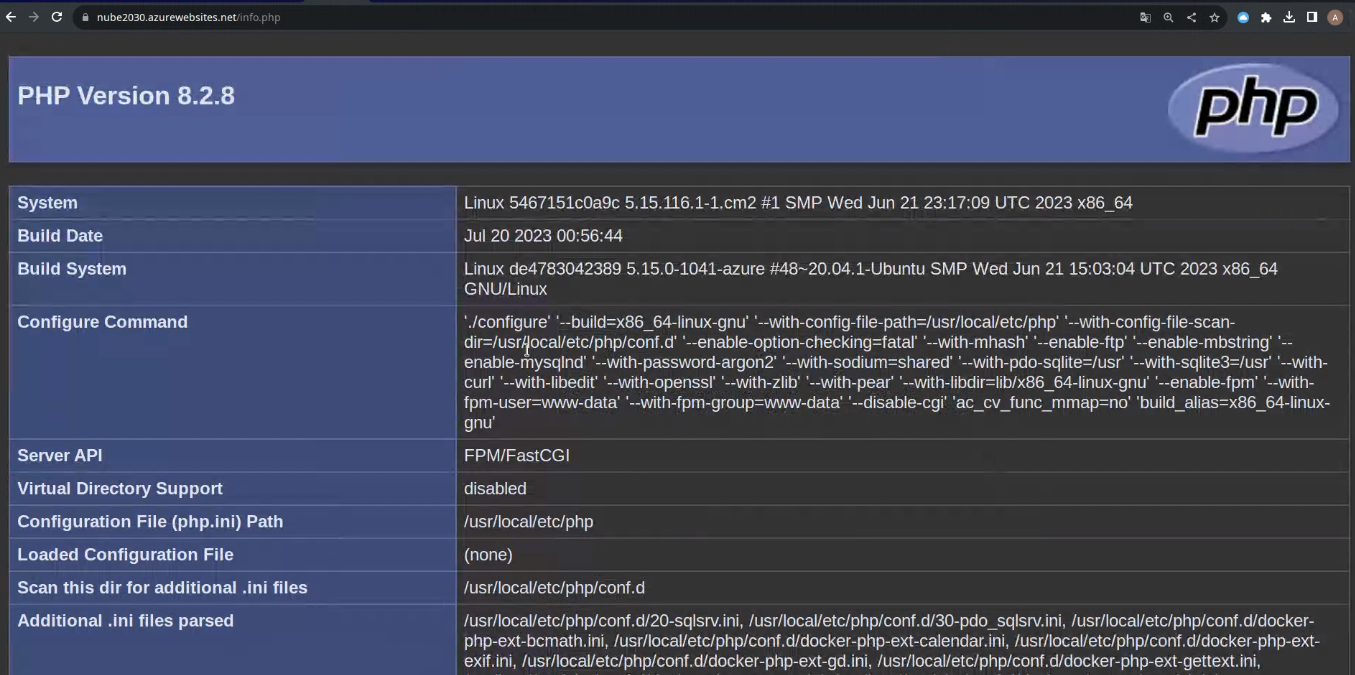 nube2030.azurewebsites.net/info.php
A
PHP Version 8.2.8
php
System
Linux 5467151c0a9c 5.15.116.1-1.cm2 #1 SMP Wed Jun 21 23:17:09 UTC 2023 x86_64
Build Date
Jul 20 2023 00:56:44
Build System
Linux de4783042389 5.15.0-1041-azure #48~20.04.1-Ubuntu SMP Wed Jun 21 15:03:04 UTC 2023 x86_64
GNU/Linux
Configure Command
'./configure' '--build=x86_64-linux-gnu' '--with-config-file-path=/usr/local/etc/php' '--with-config-file-scan-
dir=/usr/local/etc/php/conf.d' '--enable-option-checking=fatal' '--with-mhash' '--enable-ftp' '--enable-mbstring' '--
enable-mysqlnd' '--with-password-argon2' '--with-sodium=shared' '--with-pdo-sqlite=/usr' '--with-sqlite3=/usr' '--with-
curl' '--with-libedit' '--with-openssl' '--with-zlib' '--with-pear' '--with-libdir=lib/x86_64-linux-gnu' '--enable-fpm' '--with-
fpm-user=www-data' '--with-fpm-group=www-data' '--disable-cgi' 'ac_cv_func_mmap=no' 'build_alias=x86_64-linux-
gnu'
Server API
FPM/FastCGI
Virtual Directory Support
disabled
Configuration File (php.ini) Path
/usr/local/etc/php
Loaded Configuration File
(none)
Scan this dir for additional .ini files
/usr/local/etc/php/conf.d
Additional .ini files parsed
/usr/local/etc/php/conf.d/20-sqlsrv.ini, /usr/local/etc/php/conf.d/30-pdo_sqlsrv.ini, /usr/local/etc/php/conf.d/docker-
php-ext-bcmath.ini, /usr/local/etc/php/conf.d/docker-php-ext-calendar.ini, /usr/local/etc/php/conf.d/docker-php-ext-
exif.ini, /usr/local/etc/php/conf.d/docker-php-ext-gd.ini, /usr/local/etc/php/conf.d/docker-php-ext-gettext.ini,